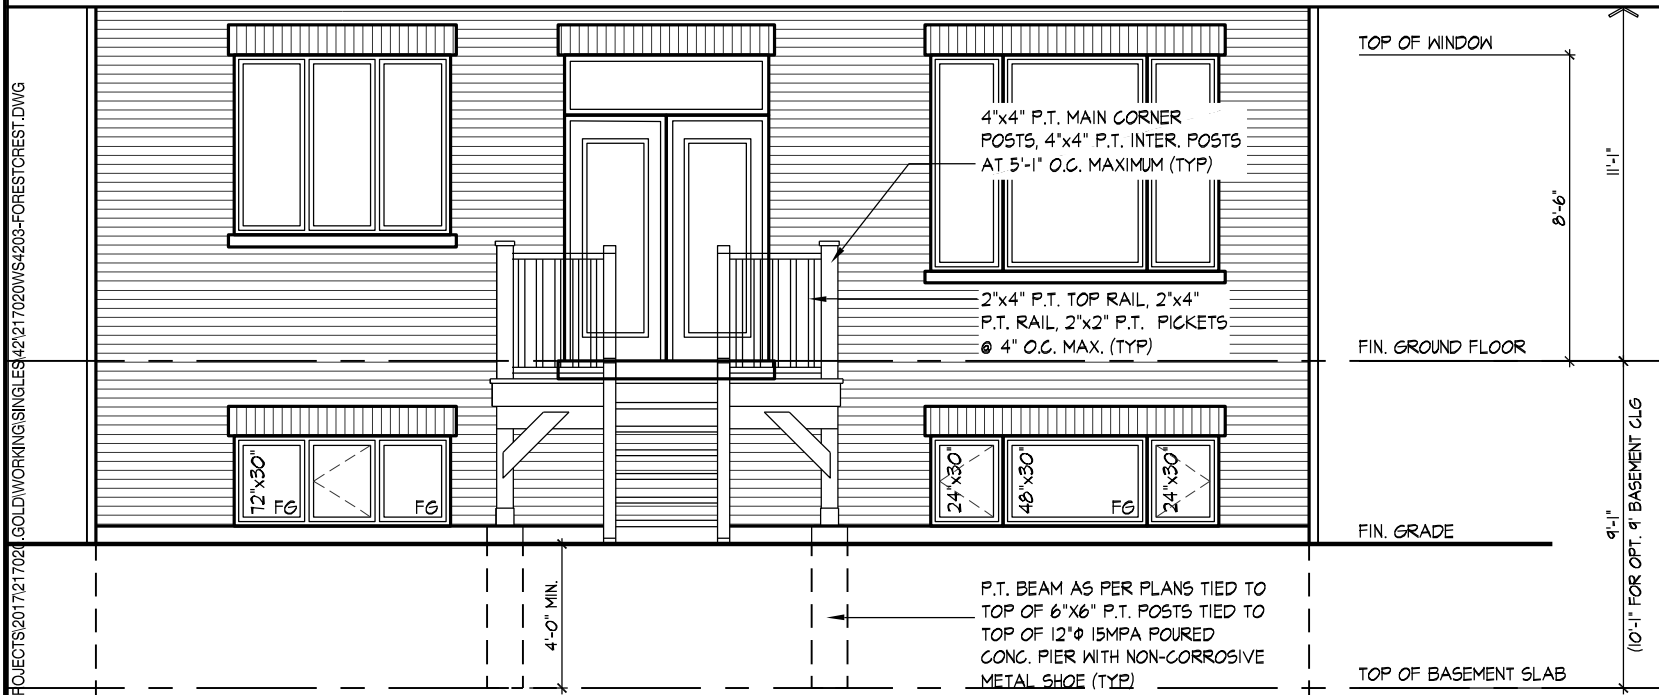 ROJECTS\2017\217020.GOLD\WORKING\SINGLES\42\217020WS4203-FORESTCREST.DWG
TOP OF WINDOW
4"x4" P.T. MAIN CORNER
POSTS, 4"x4" P.T. INTER. POSTS
AT 5'-1" O.C. MAXIMUM (TYP)
8'-6"
11'-1"
2"x4" P.T. TOP RAIL, 2"x4"
P.T. RAIL, 2"x2" P.T. PICKETS
@ 4" O.C. MAX. (TYP)
FIN. GROUND FLOOR
72"x30"
FG
FG
24"x30"
48"x30"
FG
24"x30"
9'-1"
(10'-1" FOR OPT. 9' BASEMENT CLG
FIN. GRADE
4'-0" MIN.
P.T. BEAM AS PER PLANS TIED TO
TOP OF 6"X6" P.T. POSTS TIED TO
TOP OF 12"Φ 15MPA POURED
CONC. PIER WITH NON-CORROSIVE
METAL SHOE (TYP)
TOP OF BASEMENT SLAB